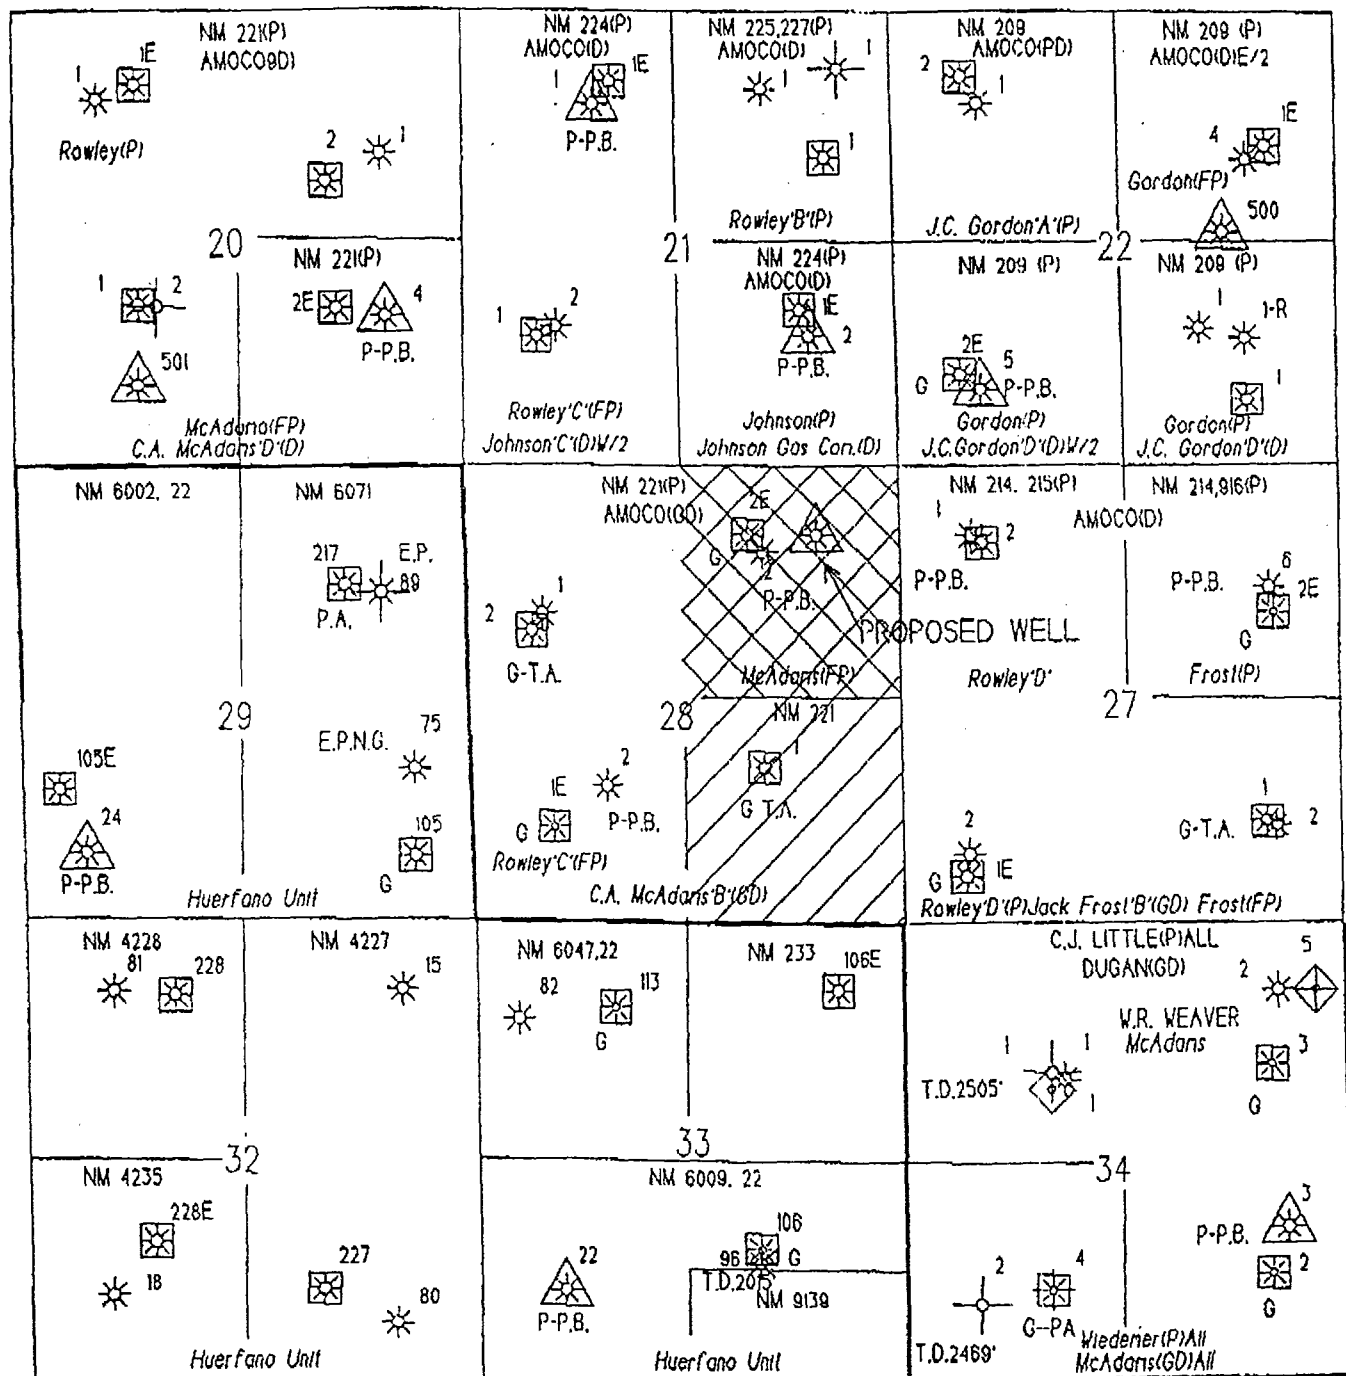 NM 221(P)
AMOCO9D)
1E
1
Rowley(P)
2
1
20
1
2
501
McAdams(FP)
C.A. McAdans'D'(D)
NM 221(P)
2E
4
P-P.B.
NM 224(P)
AMOCO(D)
1
1E
P-P.B.
21
1
2
Rowley'C'(FP)
Johnson'C'(D)W/2
NM 225,227(P)
AMOCO(D)
1
1
1
Rowley'B'(P)
NM 224(P)
AMOCO(D)
1E
2
P-P.B.
Johnson(P)
Johnson Gas Con.(D)
NM 209
AMOCO(PD)
2
1
J.C. Gordon'A'(P)
22
NM 209 (P)
AMOCO(D)E/2
1E
4
Gordon(FP)
500
NM 209 (P)
2E
5
G
P-P.B.
Gordon(P)
J.C.Gordon'D'(D)W/2
NM 209 (P)
1
1-R
1
Gordon(P)
J.C. Gordon'D'(D)
NM 6002, 22
NM 6071
217
E.P.
89
P.A.
29
E.P.N.G.
75
105E
24
P-P.B.
105
G
Huerfano Unit
NM 221(P)
AMOCO(GD)
2E
G
2
P-P.B.
PROPOSED WELL
1
2
G-T.A.
McAdans(FP)
28
NM 221
1
G T.A.
2
1E
P-P.B.
G
Rowley'C'(FP)
C.A. McAdans'B'(GD)
NM 214, 215(P)
NM 214,916(P)
AMOCO(D)
1
2
P-P.B.
P-P.B.
6
2E
G
Rowley'D'
Frost(P)
27
1
G-T.A.
2
2
G
1E
Rowley'D'(P)Jack Frost'B'(GD) Frost(FP)
NM 4228
NM 4227
81
228
15
32
NM 4235
228E
18
227
80
Huerfano Unit
NM 6047,22
NM 233
106E
82
113
G
33
NM 6009, 22
106
96
G
T.D.2015'
NM 9139
22
P-P.B.
Huerfano Unit
C.J. LITTLE(P)ALL
DUGAN(GD)
2
5
W.R. WEAVER
McAdans
1
1
T.D.2505'
1
3
G
34
3
P-P.B.
2
G
2
4
G--PA
T.D.2469'
Wiedener(P)All
McAdans(GD)All